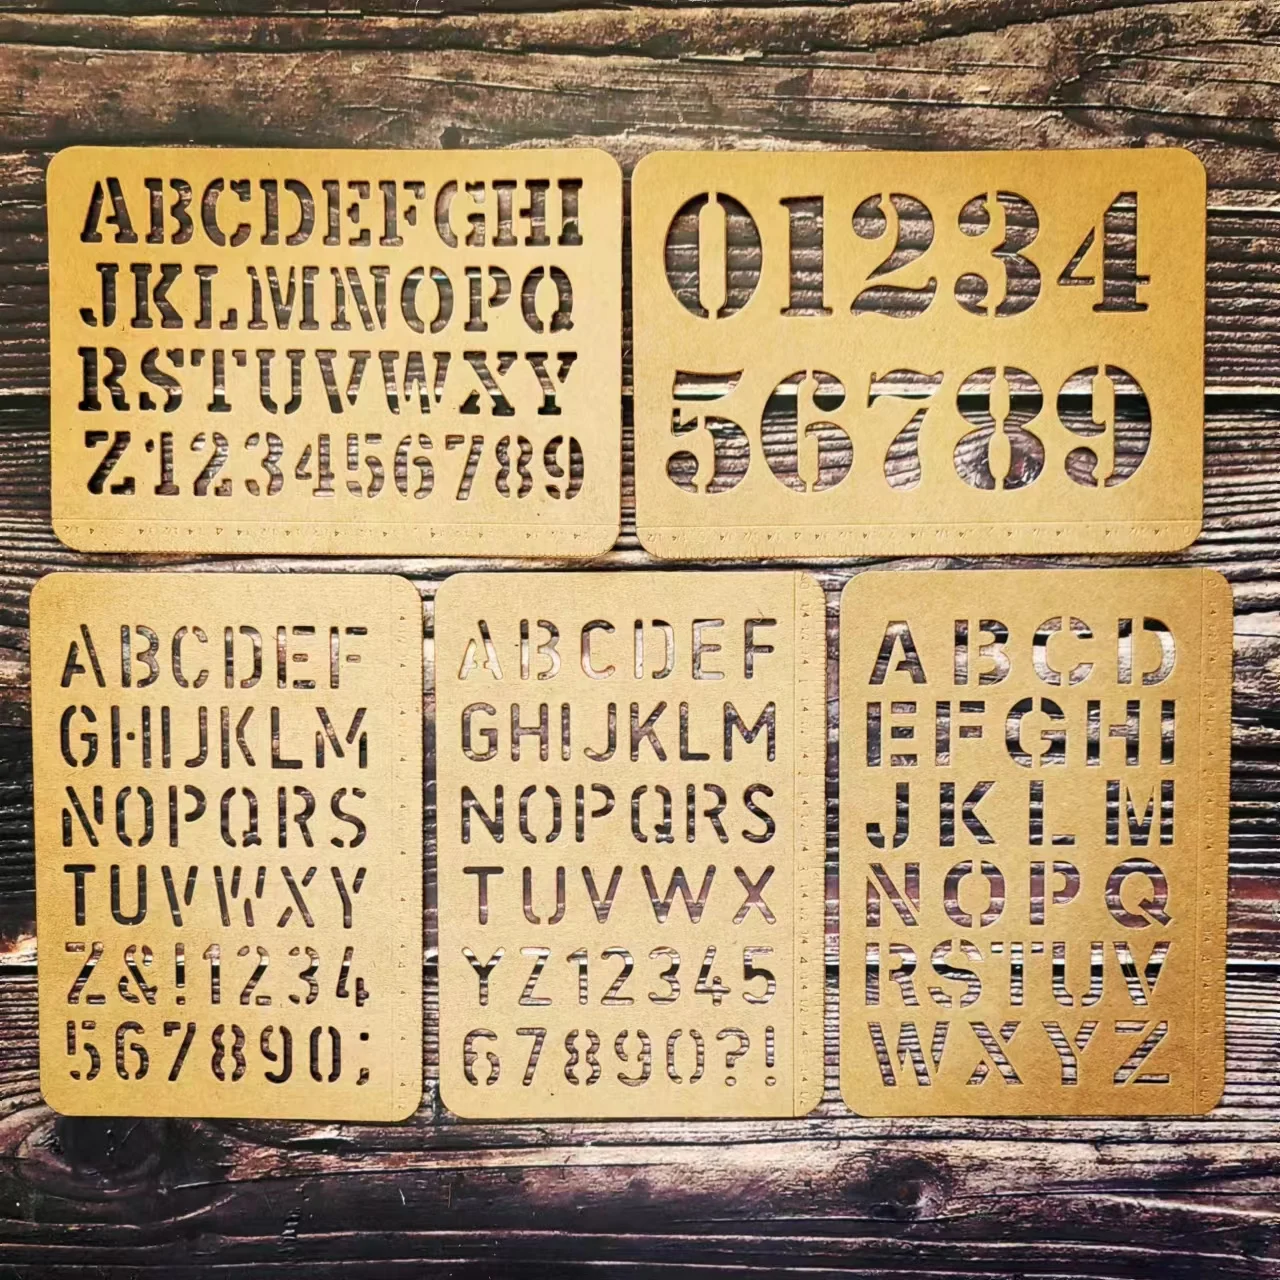 ABCDEFGHI
JKLMNOPQ
RSTUVWXY
Z123456789
01234
56789
ABCDEF
GHIJKLM
NOPQRS
TUVWXY
Z&!1234
567890;
ABCDEF
GHIJKLM
NOPQRS
TUVWX
YZ12345
67890?!
ABCD
EFGHI
JKLM
NOPQ
RSTUV
WXYZ